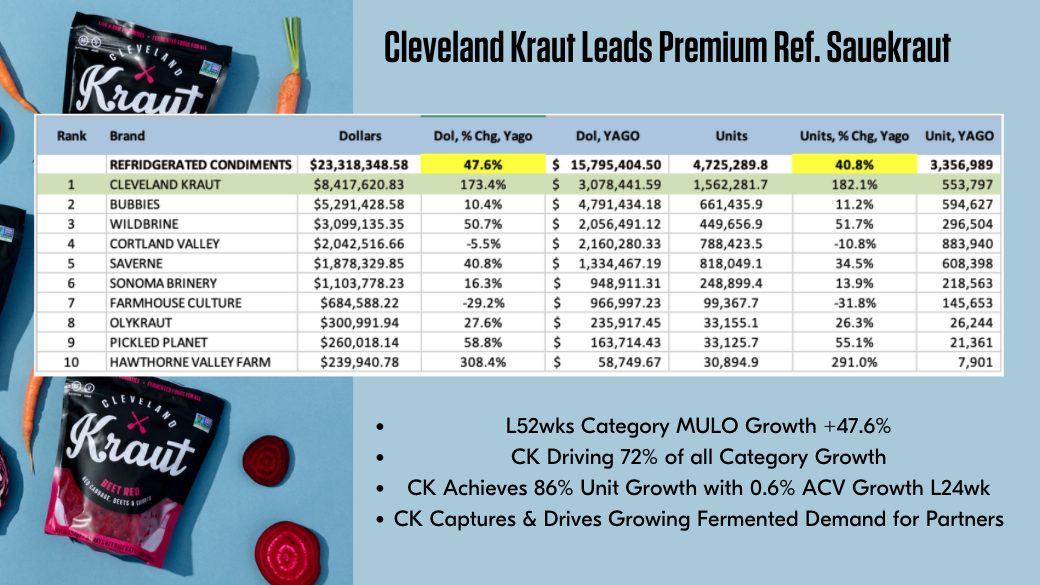 CLEVELAND
Kraut
Cleveland Kraut Leads Premium Ref. Sauekraut
Rank Brand Dollars Dol, % Chg, Yago Dol, YAGO Units Units, % Chg, Yago Unit, YAGO
REFRIDGERATED CONDIMENTS $23,318,348.58 47.6% $ 15,795,404.50 4,725,289.8 40.8% 3,356,989
1 CLEVELAND KRAUT $8,417,620.83 173.4% $ 3,078,441.59 1,562,281.7 182.1% 553,797
2 BUBBIES $5,291,428.58 10.4% $ 4,791,434.18 661,435.9 11.2% 594,627
3 WILDBRINE $3,099,135.35 50.7% $ 2,056,491.12 449,656.9 51.7% 296,504
4 CORTLAND VALLEY $2,042,516.66 -5.5% $ 2,160,280.33 788,423.5 -10.8% 883,940
5 SAVERNE $1,878,329.85 40.8% $ 1,334,467.19 818,049.1 34.5% 608,398
6 SONOMA BRINERY $1,103,778.23 16.3% $ 948,911.31 248,899.4 13.9% 218,563
7 FARMHOUSE CULTURE $684,588.22 -29.2% $ 966,997.23 99,367.7 -31.8% 145,653
8 OLYKRAUT $300,991.94 27.6% $ 235,917.45 33,155.1 26.3% 26,244
9 PICKLED PLANET $260,018.14 58.8% $ 163,714.43 33,125.7 55.1% 21,361
10 HAWTHORNE VALLEY FARM $239,940.78 308.4% $ 58,749.67 30,894.9 291.0% 7,901
CLEVELAND
Kraut
BEET RED
RED CABBAGE, BEETS & CARROTS
• L52wks Category MULO Growth +47.6%
• CK Driving 72% of all Category Growth
• CK Achieves 86% Unit Growth with 0.6% ACV Growth L24wk
• CK Captures & Drives Growing Fermented Demand for Partners